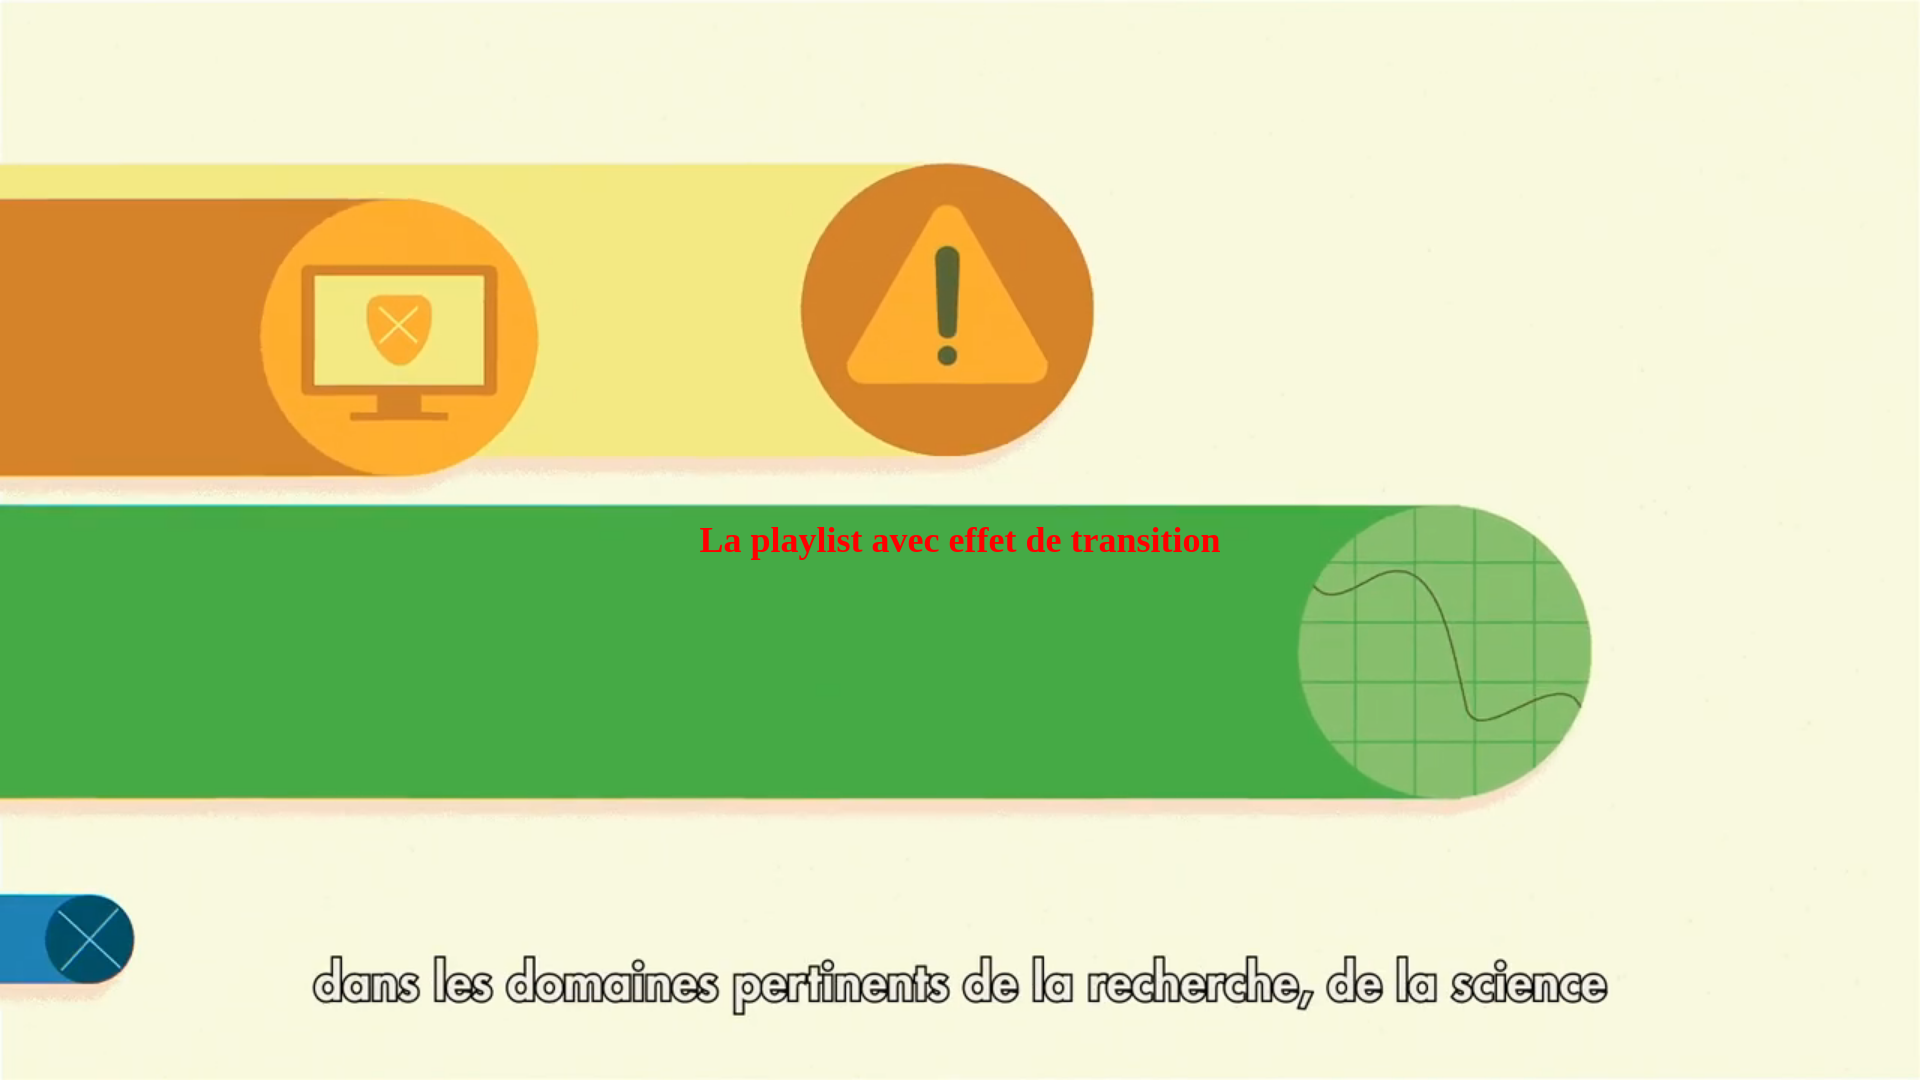 La playlist avec effet de transition
dans les domaines pertinents de la recherche, de la science